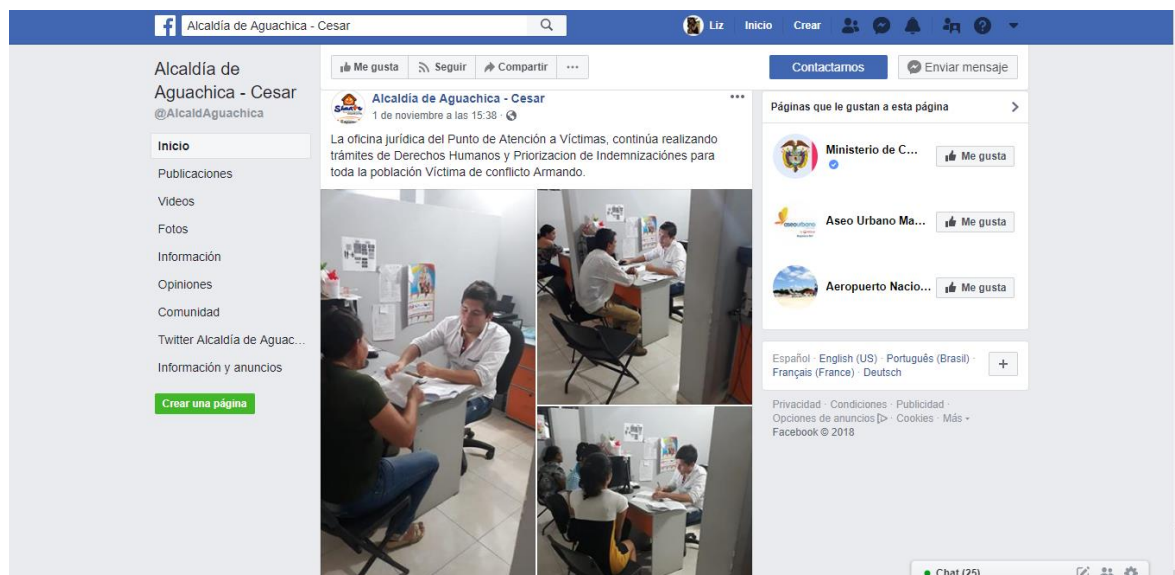 Alcaldía de Aguachica - Cesar
Liz Inicio Crear
Alcaldía de
Aguachica - Cesar
@AlcaldAguachica
Inicio
Publicaciones
Videos
Fotos
Información
Opiniones
Comunidad
Twitter Alcaldía de Aguac...
Información y anuncios
Crear una página
Me gusta Seguir Compartir ...
Contactarnos Enviar mensaje
Alcaldía de Aguachica - Cesar
1 de noviembre a las 15:38 ·
La oficina jurídica del Punto de Atención a Víctimas, continúa realizando
trámites de Derechos Humanos y Priorizacion de Indemnizaciónes para
toda la población Víctima de conflicto Armando.
Páginas que le gustan a esta página
Ministerio de C... Me gusta
Aseo Urbano Ma... Me gusta
Aeropuerto Nacio... Me gusta
Español · English (US) · Português (Brasil) ·
Français (France) · Deutsch
Privacidad · Condiciones · Publicidad ·
Opciones de anuncios · Cookies · Más
Facebook © 2018
Chat (25)